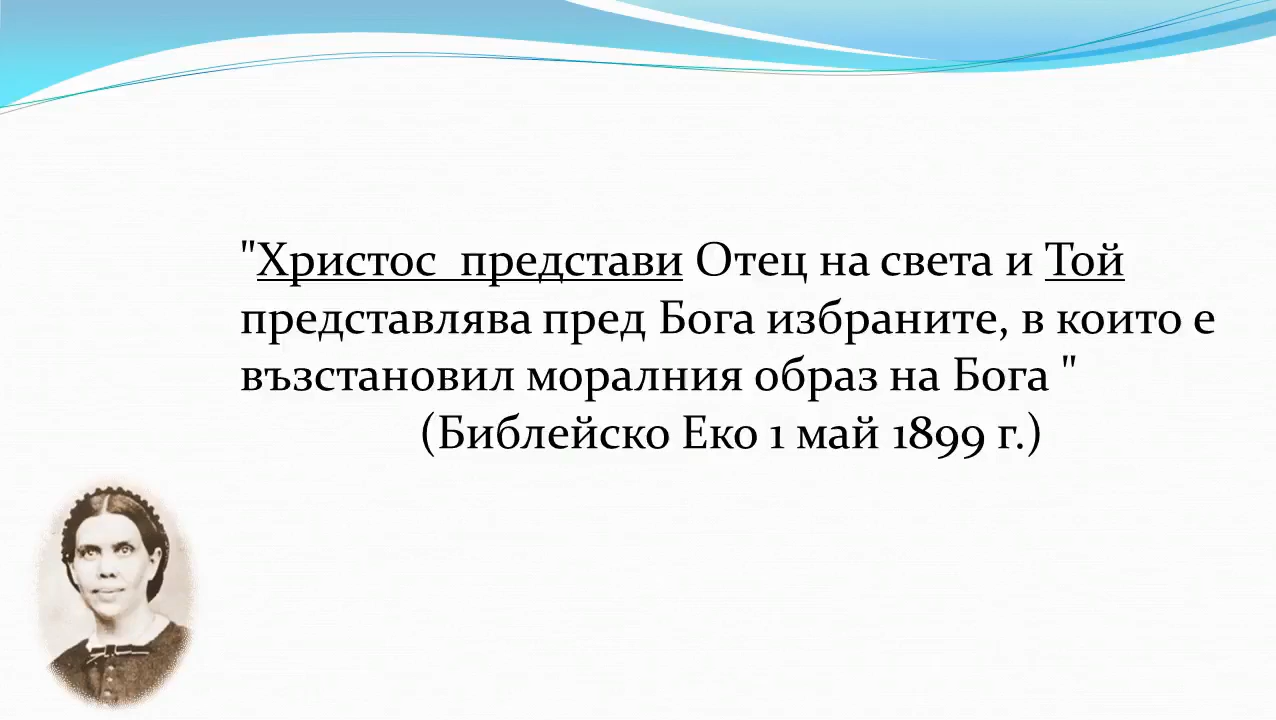 "Христос  представи Отец на света и Той
представлява пред Бога избраните, в които е
възстановил моралния образ на Бога "
(Библейско Еко 1 май 1899 г.)